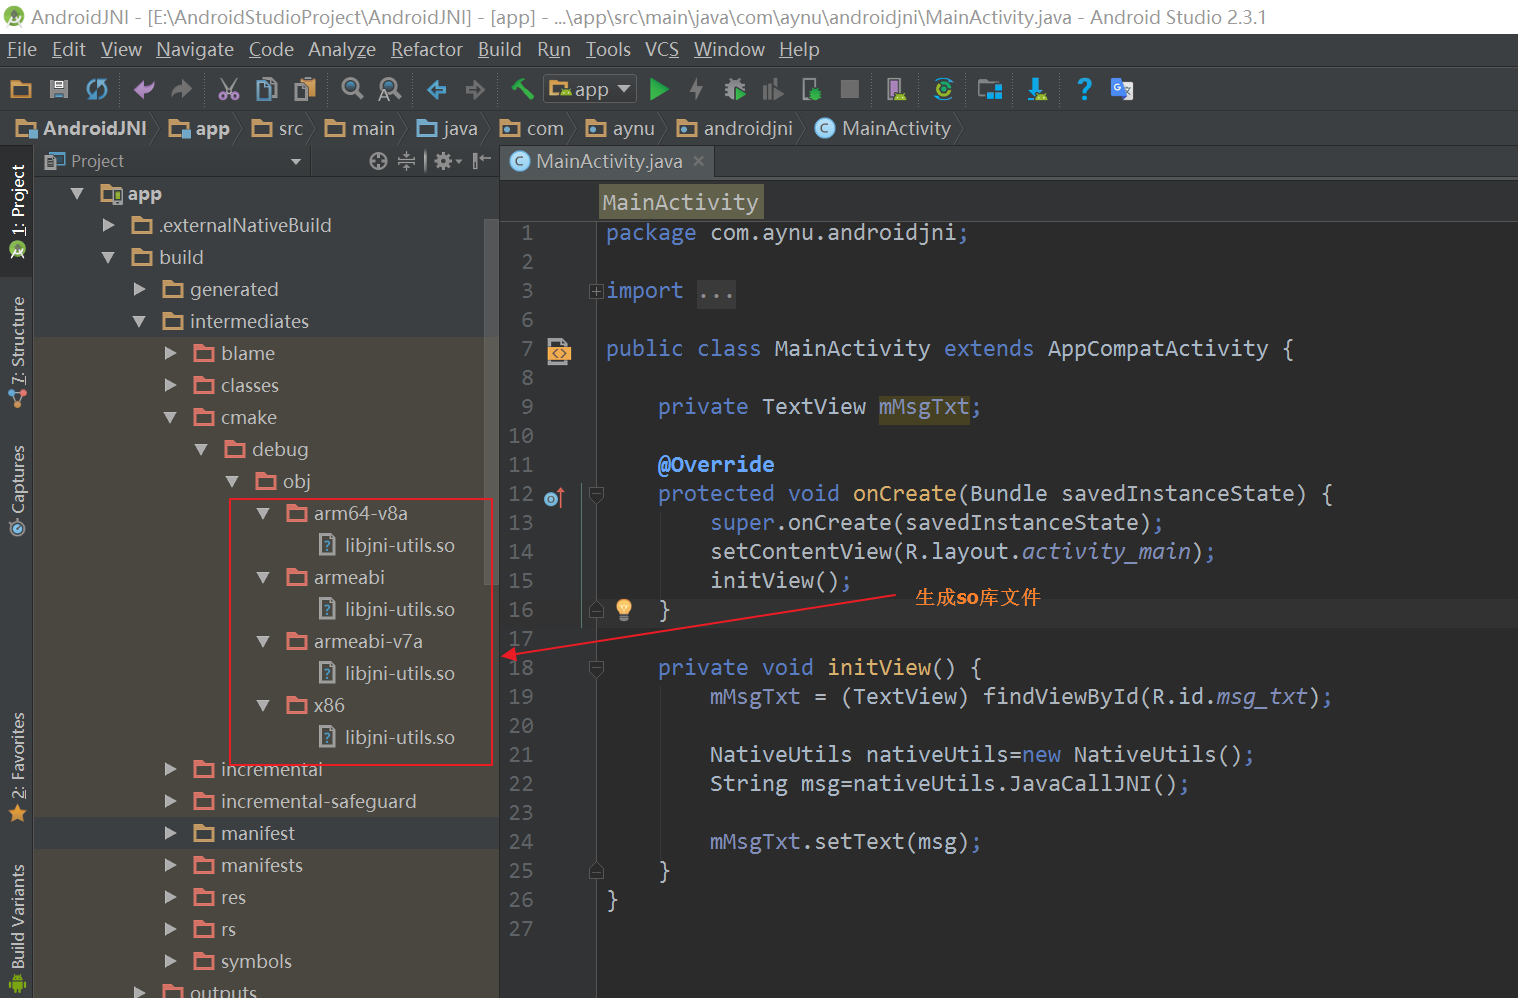 AndroidJNI - [E:\AndroidStudioProject\AndroidJNI] - [app] - ...\app\src\main\java\com\aynu\androidjni\MainActivity.java - Android Studio 2.3.1
File Edit View Navigate Code Analyze Refactor Build Run Tools VCS Window Help
app
AndroidJNI app src main java com aynu androidjni MainActivity
Project
MainActivity.java
1: Project
7: Structure
Captures
2: Favorites
Build Variants
app
.externalNativeBuild
build
generated
intermediates
blame
classes
cmake
debug
obj
arm64-v8a
libjni-utils.so
armeabi
libjni-utils.so
armeabi-v7a
libjni-utils.so
x86
libjni-utils.so
incremental
incremental-safeguard
manifest
manifests
res
rs
symbols
outputs
MainActivity
1 package com.aynu.androidjni;
2
3 import ...
6
7 public class MainActivity extends AppCompatActivity {
8
9 private TextView mMsgTxt;
10
11 @Override
12 protected void onCreate(Bundle savedInstanceState) {
13 super.onCreate(savedInstanceState);
14 setContentView(R.layout.activity_main);
15 initView();
16 }
生成so库文件
17
18 private void initView() {
19 mMsgTxt = (TextView) findViewById(R.id.msg_txt);
20
21 NativeUtils nativeUtils=new NativeUtils();
22 String msg=nativeUtils.JavaCallJNI();
23
24 mMsgTxt.setText(msg);
25 }
26 }
27